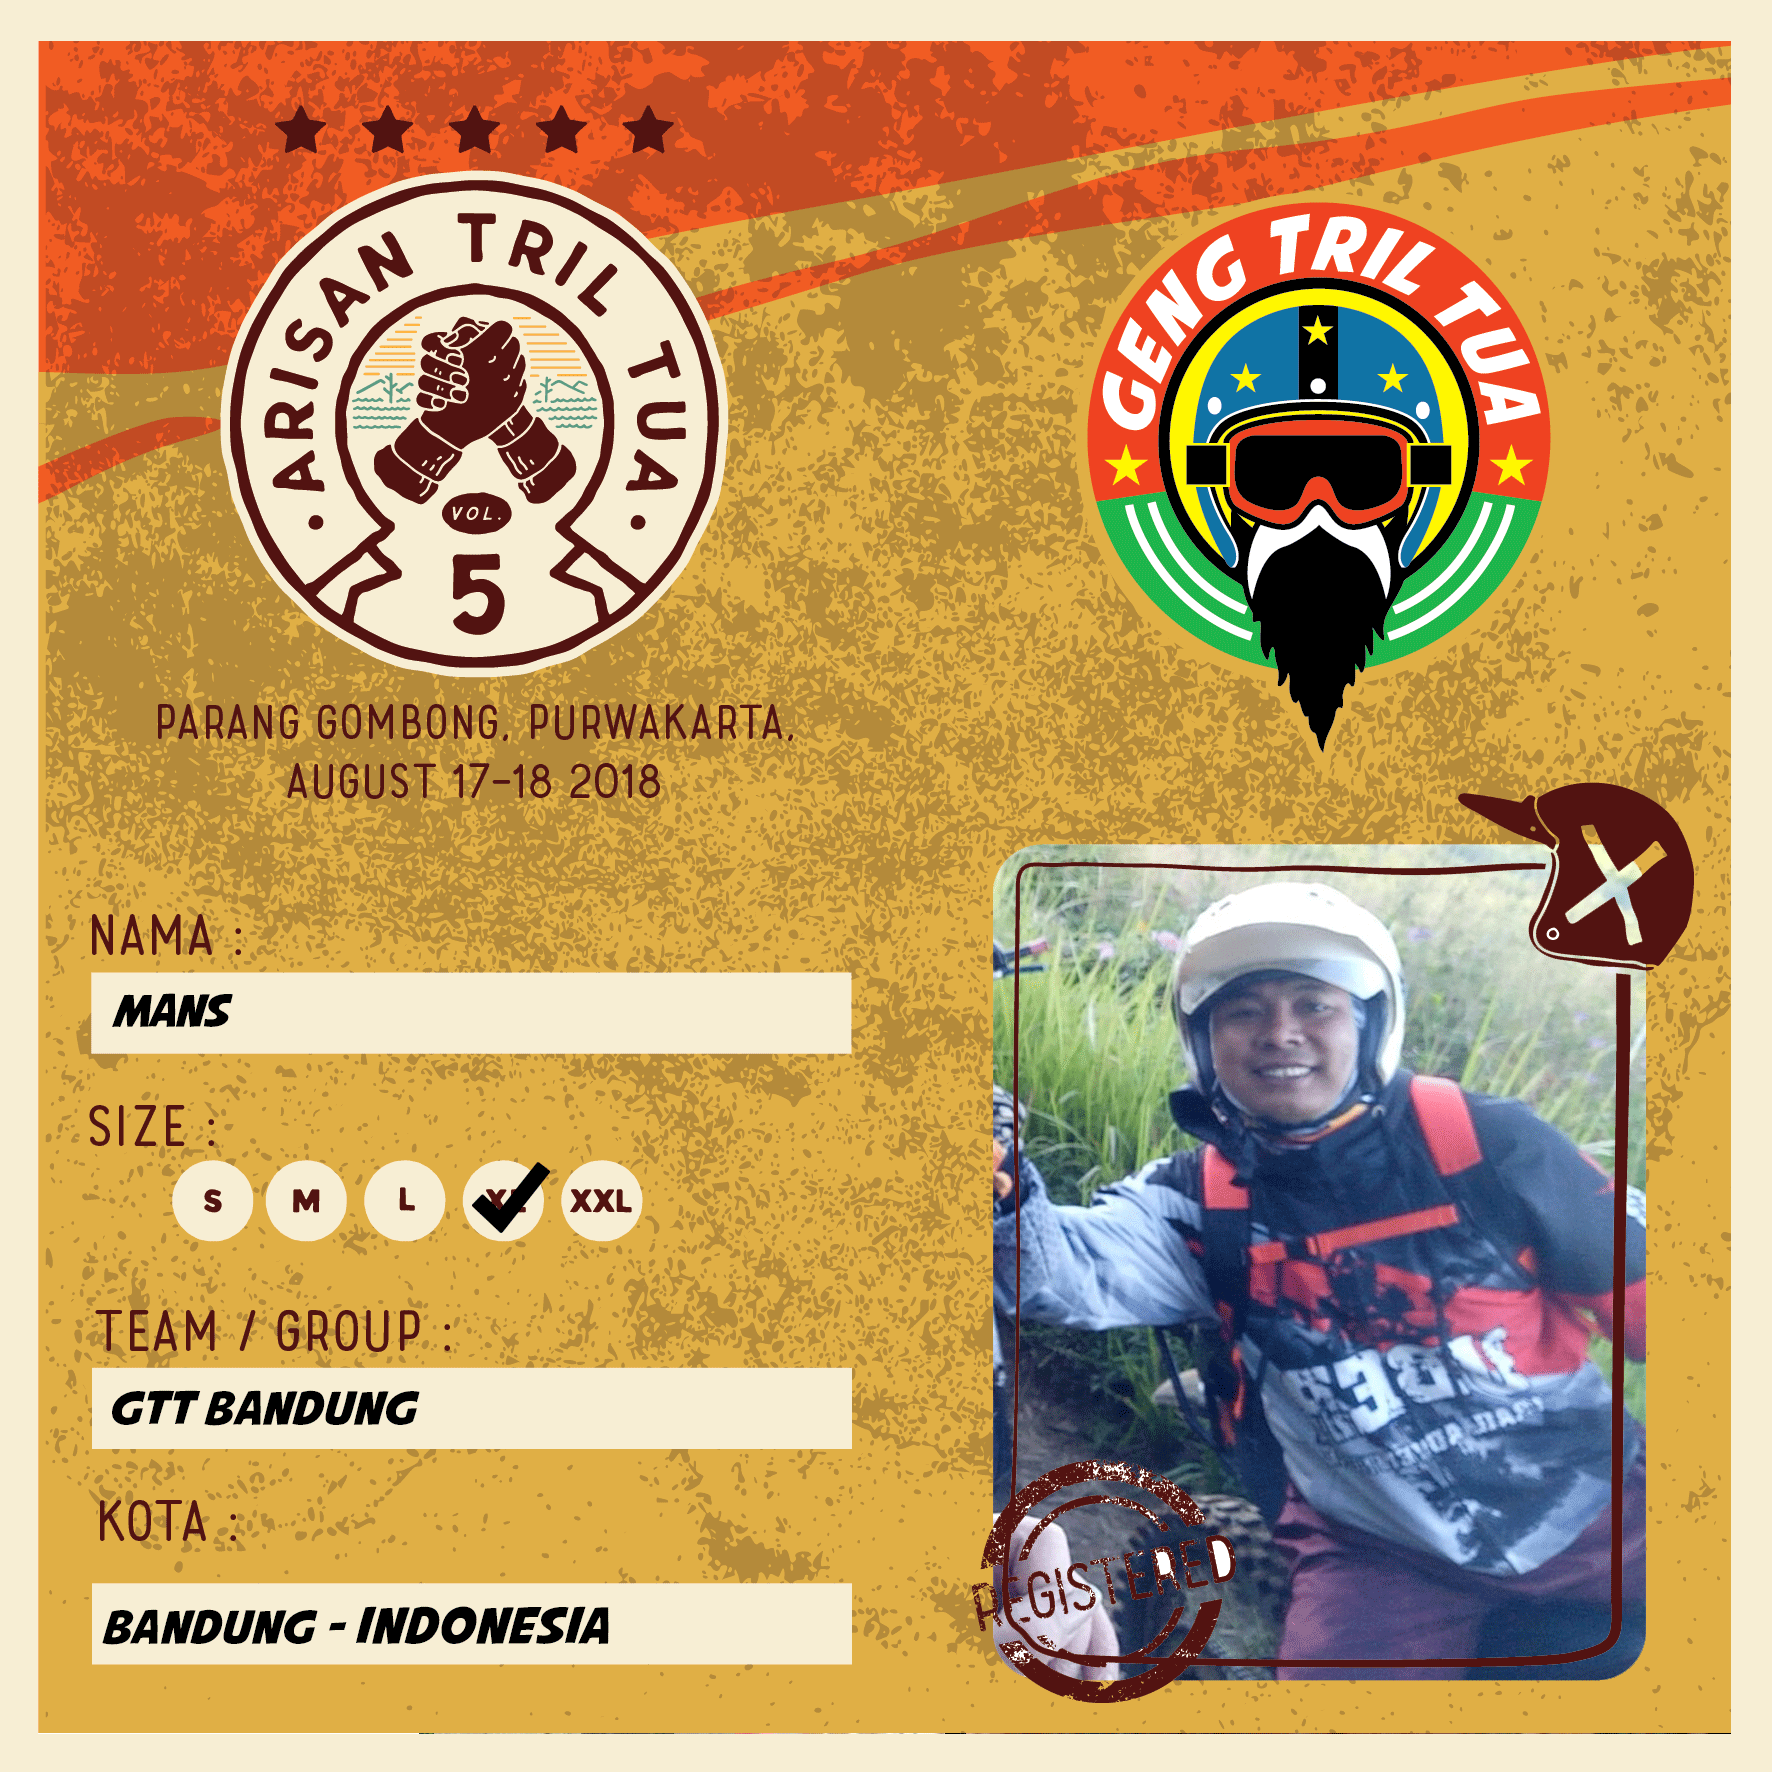 ARISAN TRIL TUA
VOL.
5
GENG TRIL TUA
PARANG GOMBONG, PURWAKARTA,
AUGUST 17-18 2018
NAMA :
MANS
SIZE :
S M L XL XXL
TEAM / GROUP :
GTT BANDUNG
KOTA :
BANDUNG - INDONESIA
REGISTERED